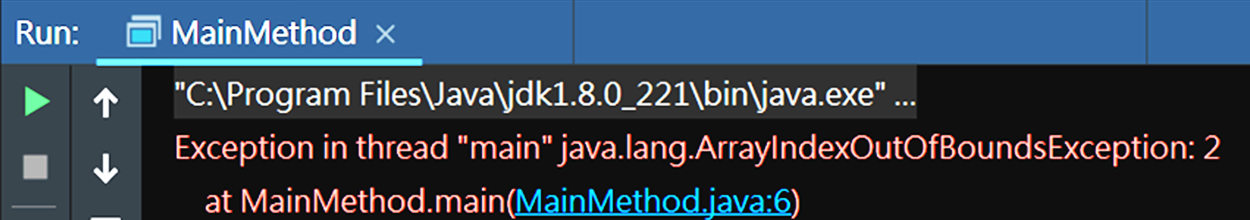 Run: MainMethod ×
"C:\Program Files\Java\jdk1.8.0_221\bin\java.exe" ...
Exception in thread "main" java.lang.ArrayIndexOutOfBoundsException: 2
at MainMethod.main(MainMethod.java:6)